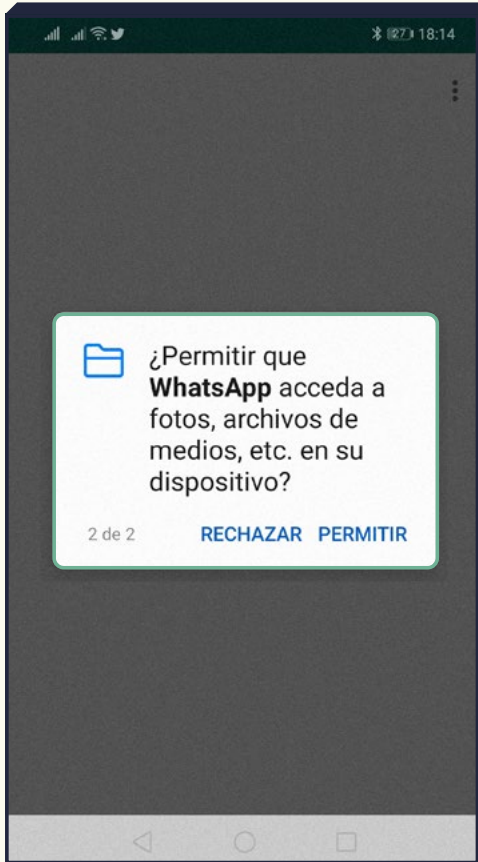 27 18:14
¿Permitir que
WhatsApp acceda a
fotos, archivos de
medios, etc. en su
dispositivo?
2 de 2 RECHAZAR PERMITIR